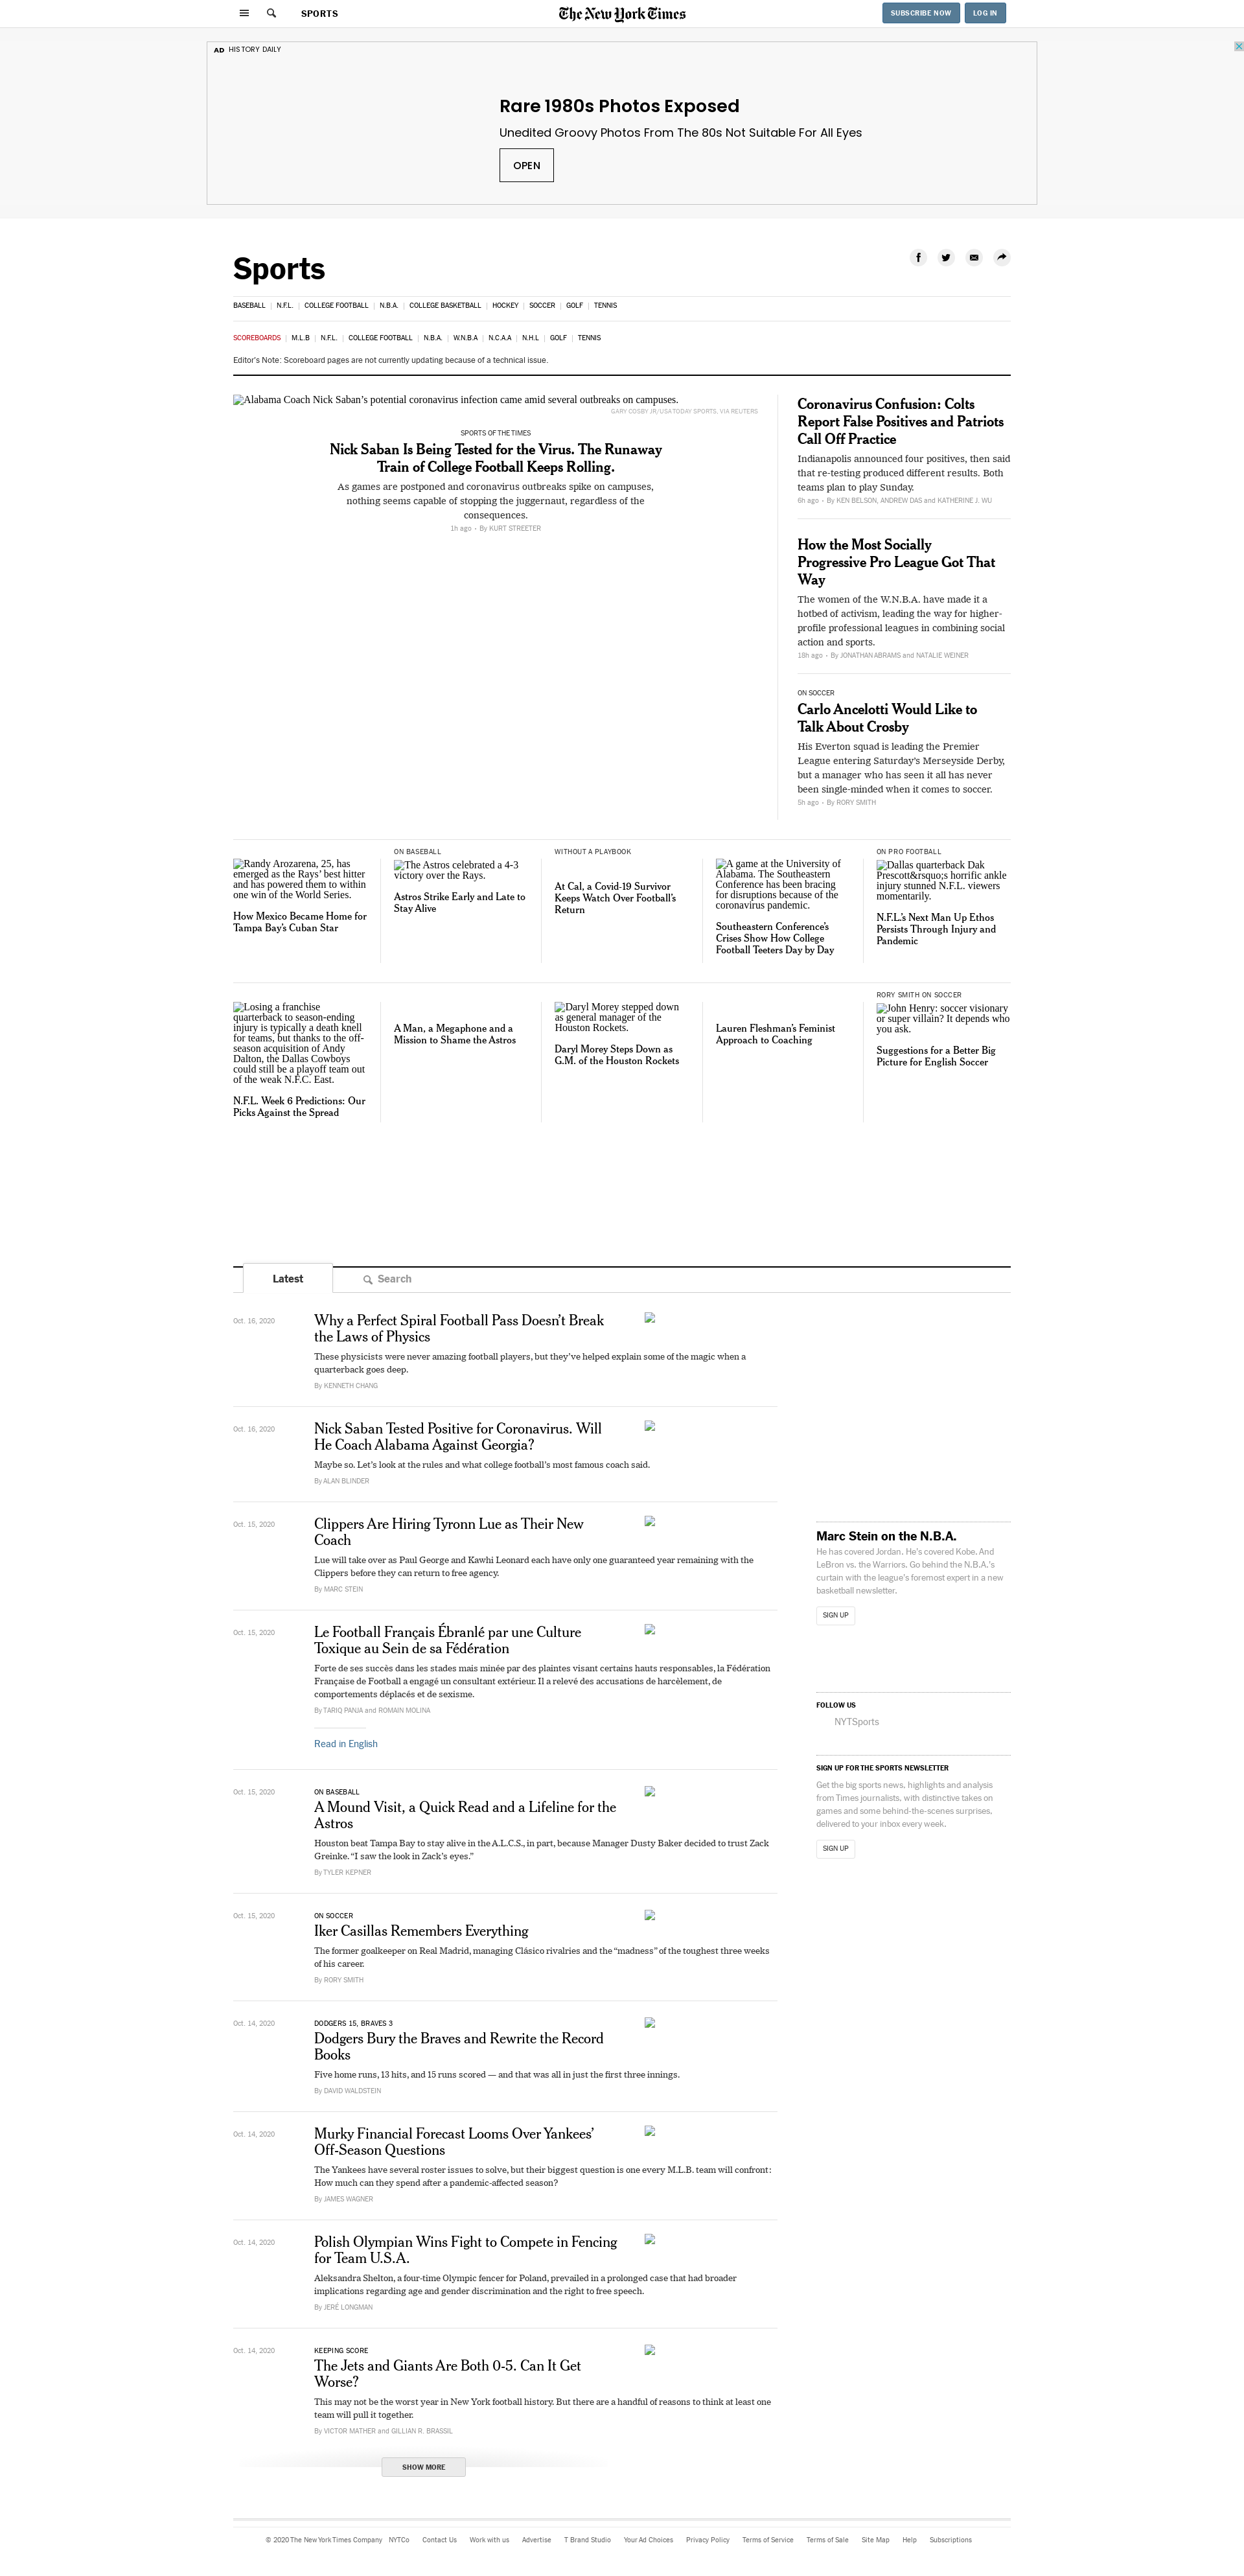 SPORTS
The New York Times
SUBSCRIBE NOW
LOG IN
AD HISTORY DAILY
Rare 1980s Photos Exposed
Unedited Groovy Photos From The 80s Not Suitable For All Eyes
OPEN
Sports
BASEBALL | N.F.L. | COLLEGE FOOTBALL | N.B.A. | COLLEGE BASKETBALL | HOCKEY | SOCCER | GOLF | TENNIS
SCOREBOARDS | M.L.B | N.F.L. | COLLEGE FOOTBALL | N.B.A. | W.N.B.A | N.C.A.A | N.H.L | GOLF | TENNIS
Editor's Note: Scoreboard pages are not currently updating because of a technical issue.
Alabama Coach Nick Saban’s potential coronavirus infection came amid several outbreaks on campuses.
GARY COSBY JR/USA TODAY SPORTS, VIA REUTERS
SPORTS OF THE TIMES
Nick Saban Is Being Tested for the Virus. The Runaway
Train of College Football Keeps Rolling.
As games are postponed and coronavirus outbreaks spike on campuses,
nothing seems capable of stopping the juggernaut, regardless of the
consequences.
1h ago • By KURT STREETER
Coronavirus Confusion: Colts
Report False Positives and Patriots
Call Off Practice
Indianapolis announced four positives, then said
that re-testing produced different results. Both
teams plan to play Sunday.
6h ago • By KEN BELSON, ANDREW DAS and KATHERINE J. WU
How the Most Socially
Progressive Pro League Got That
Way
The women of the W.N.B.A. have made it a
hotbed of activism, leading the way for higher-
profile professional leagues in combining social
action and sports.
18h ago • By JONATHAN ABRAMS and NATALIE WEINER
ON SOCCER
Carlo Ancelotti Would Like to
Talk About Crosby
His Everton squad is leading the Premier
League entering Saturday’s Merseyside Derby,
but a manager who has seen it all has never
been single-minded when it comes to soccer.
5h ago • By RORY SMITH
Randy Arozarena, 25, has
emerged as the Rays’ best hitter
and has powered them to within
one win of the World Series.
How Mexico Became Home for
Tampa Bay’s Cuban Star
ON BASEBALL
The Astros celebrated a 4-3
victory over the Rays.
Astros Strike Early and Late to
Stay Alive
WITHOUT A PLAYBOOK
At Cal, a Covid-19 Survivor
Keeps Watch Over Football’s
Return
A game at the University of
Alabama. The Southeastern
Conference has been bracing
for disruptions because of the
coronavirus pandemic.
Southeastern Conference’s
Crises Show How College
Football Teeters Day by Day
ON PRO FOOTBALL
Dallas quarterback Dak
Prescott&rsquo;s horrific ankle
injury stunned N.F.L. viewers
momentarily.
N.F.L.’s Next Man Up Ethos
Persists Through Injury and
Pandemic
Losing a franchise
quarterback to season-ending
injury is typically a death knell
for teams, but thanks to the off-
season acquisition of Andy
Dalton, the Dallas Cowboys
could still be a playoff team out
of the weak N.F.C. East.
N.F.L. Week 6 Predictions: Our
Picks Against the Spread
A Man, a Megaphone and a
Mission to Shame the Astros
Daryl Morey stepped down
as general manager of the
Houston Rockets.
Daryl Morey Steps Down as
G.M. of the Houston Rockets
Lauren Fleshman’s Feminist
Approach to Coaching
RORY SMITH ON SOCCER
John Henry: soccer visionary
or super villain? It depends who
you ask.
Suggestions for a Better Big
Picture for English Soccer
Latest
Search
Oct. 16, 2020
Why a Perfect Spiral Football Pass Doesn’t Break
the Laws of Physics
These physicists were never amazing football players, but they’ve helped explain some of the magic when a
quarterback goes deep.
By KENNETH CHANG
Oct. 16, 2020
Nick Saban Tested Positive for Coronavirus. Will
He Coach Alabama Against Georgia?
Maybe so. Let’s look at the rules and what college football’s most famous coach said.
By ALAN BLINDER
Oct. 15, 2020
Clippers Are Hiring Tyronn Lue as Their New
Coach
Lue will take over as Paul George and Kawhi Leonard each have only one guaranteed year remaining with the
Clippers before they can return to free agency.
By MARC STEIN
Oct. 15, 2020
Le Football Français Ébranlé par une Culture
Toxique au Sein de sa Fédération
Forte de ses succès dans les stades mais minée par des plaintes visant certains hauts responsables, la Fédération
Française de Football a engagé un consultant extérieur. Il a relevé des accusations de harcèlement, de
comportements déplacés et de sexisme.
By TARIQ PANJA and ROMAIN MOLINA
Read in English
Oct. 15, 2020
ON BASEBALL
A Mound Visit, a Quick Read and a Lifeline for the
Astros
Houston beat Tampa Bay to stay alive in the A.L.C.S., in part, because Manager Dusty Baker decided to trust Zack
Greinke. “I saw the look in Zack’s eyes.”
By TYLER KEPNER
Oct. 15, 2020
ON SOCCER
Iker Casillas Remembers Everything
The former goalkeeper on Real Madrid, managing Clásico rivalries and the “madness” of the toughest three weeks
of his career.
By RORY SMITH
Oct. 14, 2020
DODGERS 15, BRAVES 3
Dodgers Bury the Braves and Rewrite the Record
Books
Five home runs, 13 hits, and 15 runs scored — and that was all in just the first three innings.
By DAVID WALDSTEIN
Oct. 14, 2020
Murky Financial Forecast Looms Over Yankees’
Off-Season Questions
The Yankees have several roster issues to solve, but their biggest question is one every M.L.B. team will confront:
How much can they spend after a pandemic-affected season?
By JAMES WAGNER
Oct. 14, 2020
Polish Olympian Wins Fight to Compete in Fencing
for Team U.S.A.
Aleksandra Shelton, a four-time Olympic fencer for Poland, prevailed in a prolonged case that had broader
implications regarding age and gender discrimination and the right to free speech.
By JERÉ LONGMAN
Oct. 14, 2020
KEEPING SCORE
The Jets and Giants Are Both 0-5. Can It Get
Worse?
This may not be the worst year in New York football history. But there are a handful of reasons to think at least one
team will pull it together.
By VICTOR MATHER and GILLIAN R. BRASSIL
SHOW MORE
Marc Stein on the N.B.A.
He has covered Jordan. He’s covered Kobe. And
LeBron vs. the Warriors. Go behind the N.B.A.’s
curtain with the league’s foremost expert in a new
basketball newsletter.
SIGN UP
FOLLOW US
NYTSports
SIGN UP FOR THE SPORTS NEWSLETTER
Get the big sports news, highlights and analysis
from Times journalists, with distinctive takes on
games and some behind-the-scenes surprises,
delivered to your inbox every week.
SIGN UP
© 2020 The New York Times Company NYTCo Contact Us Work with us Advertise T Brand Studio Your Ad Choices Privacy Policy Terms of Service Terms of Sale Site Map Help Subscriptions